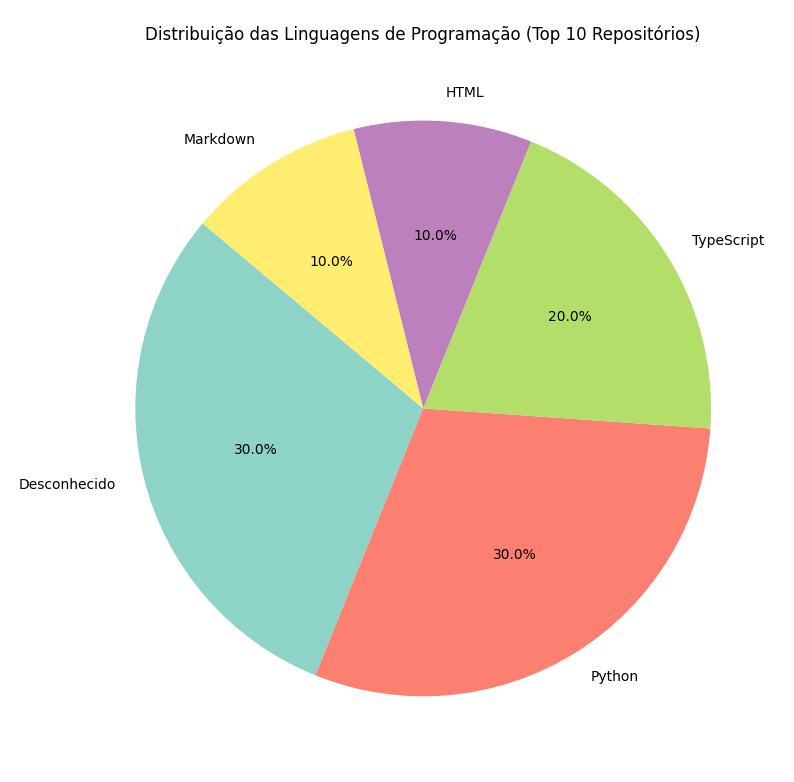 Distribuição das Linguagens de Programação (Top 10 Repositórios)
HTML
Markdown
10.0%
10.0%
TypeScript
20.0%
30.0%
Desconhecido
30.0%
Python